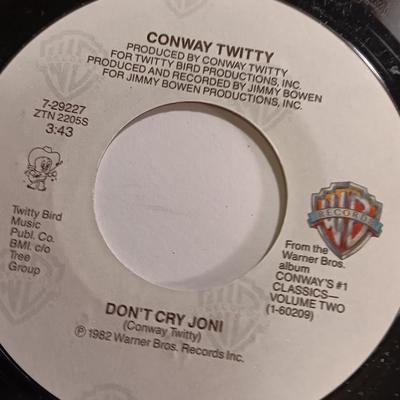 CONWAY TWITTY
PRODUCED BY CONWAY TWITTY
FOR TWITTY BIRD PRODUCTIONS, INC.
PRODUCED AND RECORDED BY JIMMY BOWEN
FOR JIMMY BOWEN PRODUCTIONS, INC.
7-29227
ZTN 2205S
3:43
Twitty Bird
Music
Publ. Co.
BMI. c/o
Tree
Group
RECORDS
From the
Warner Bros.
album
CONWAY'S #1
CLASSICS—
VOLUME TWO
(1-60209)
DON'T CRY JONI
(Conway Twitty)
℗ 1982 Warner Bros. Records Inc.